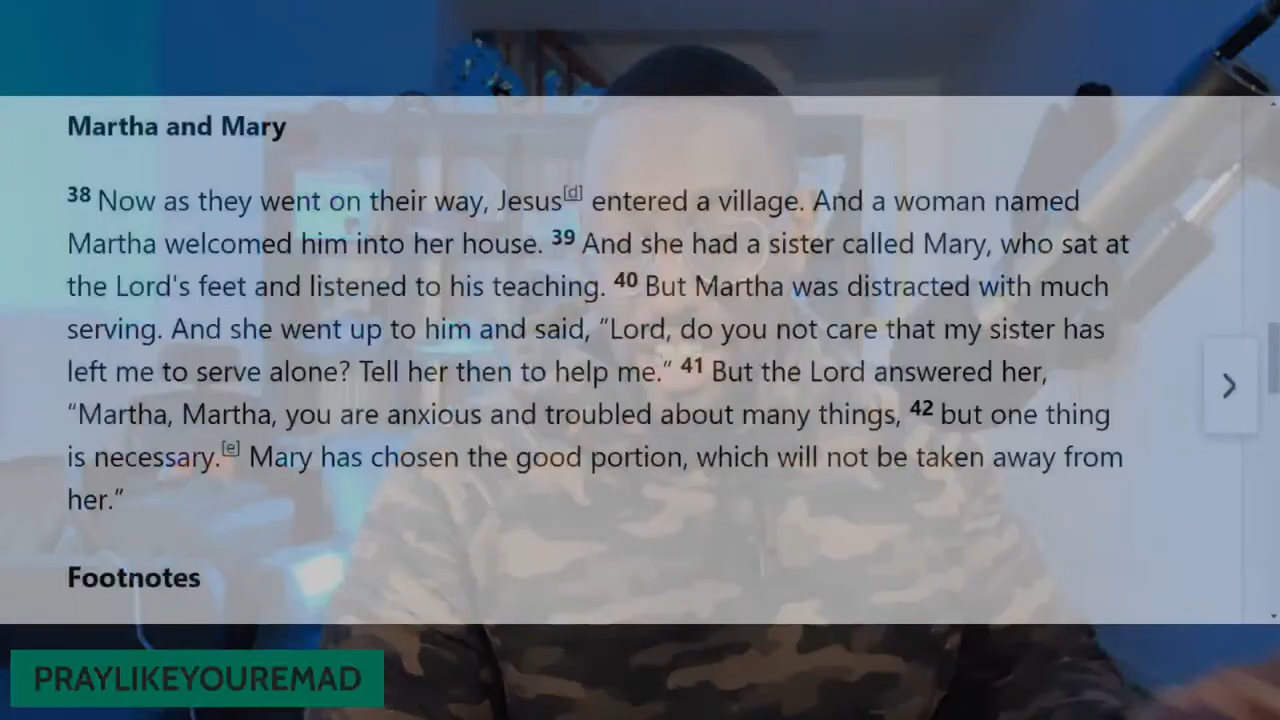 Martha and Mary
38 Now as they went on their way, Jesus[d] entered a village. And a woman named
Martha welcomed him into her house. 39 And she had a sister called Mary, who sat at
the Lord's feet and listened to his teaching. 40 But Martha was distracted with much
serving. And she went up to him and said, “Lord, do you not care that my sister has
left me to serve alone? Tell her then to help me.” 41 But the Lord answered her,
“Martha, Martha, you are anxious and troubled about many things, 42 but one thing
is necessary.[e] Mary has chosen the good portion, which will not be taken away from
her.”
Footnotes
PRAYLIKEYOUREMAD